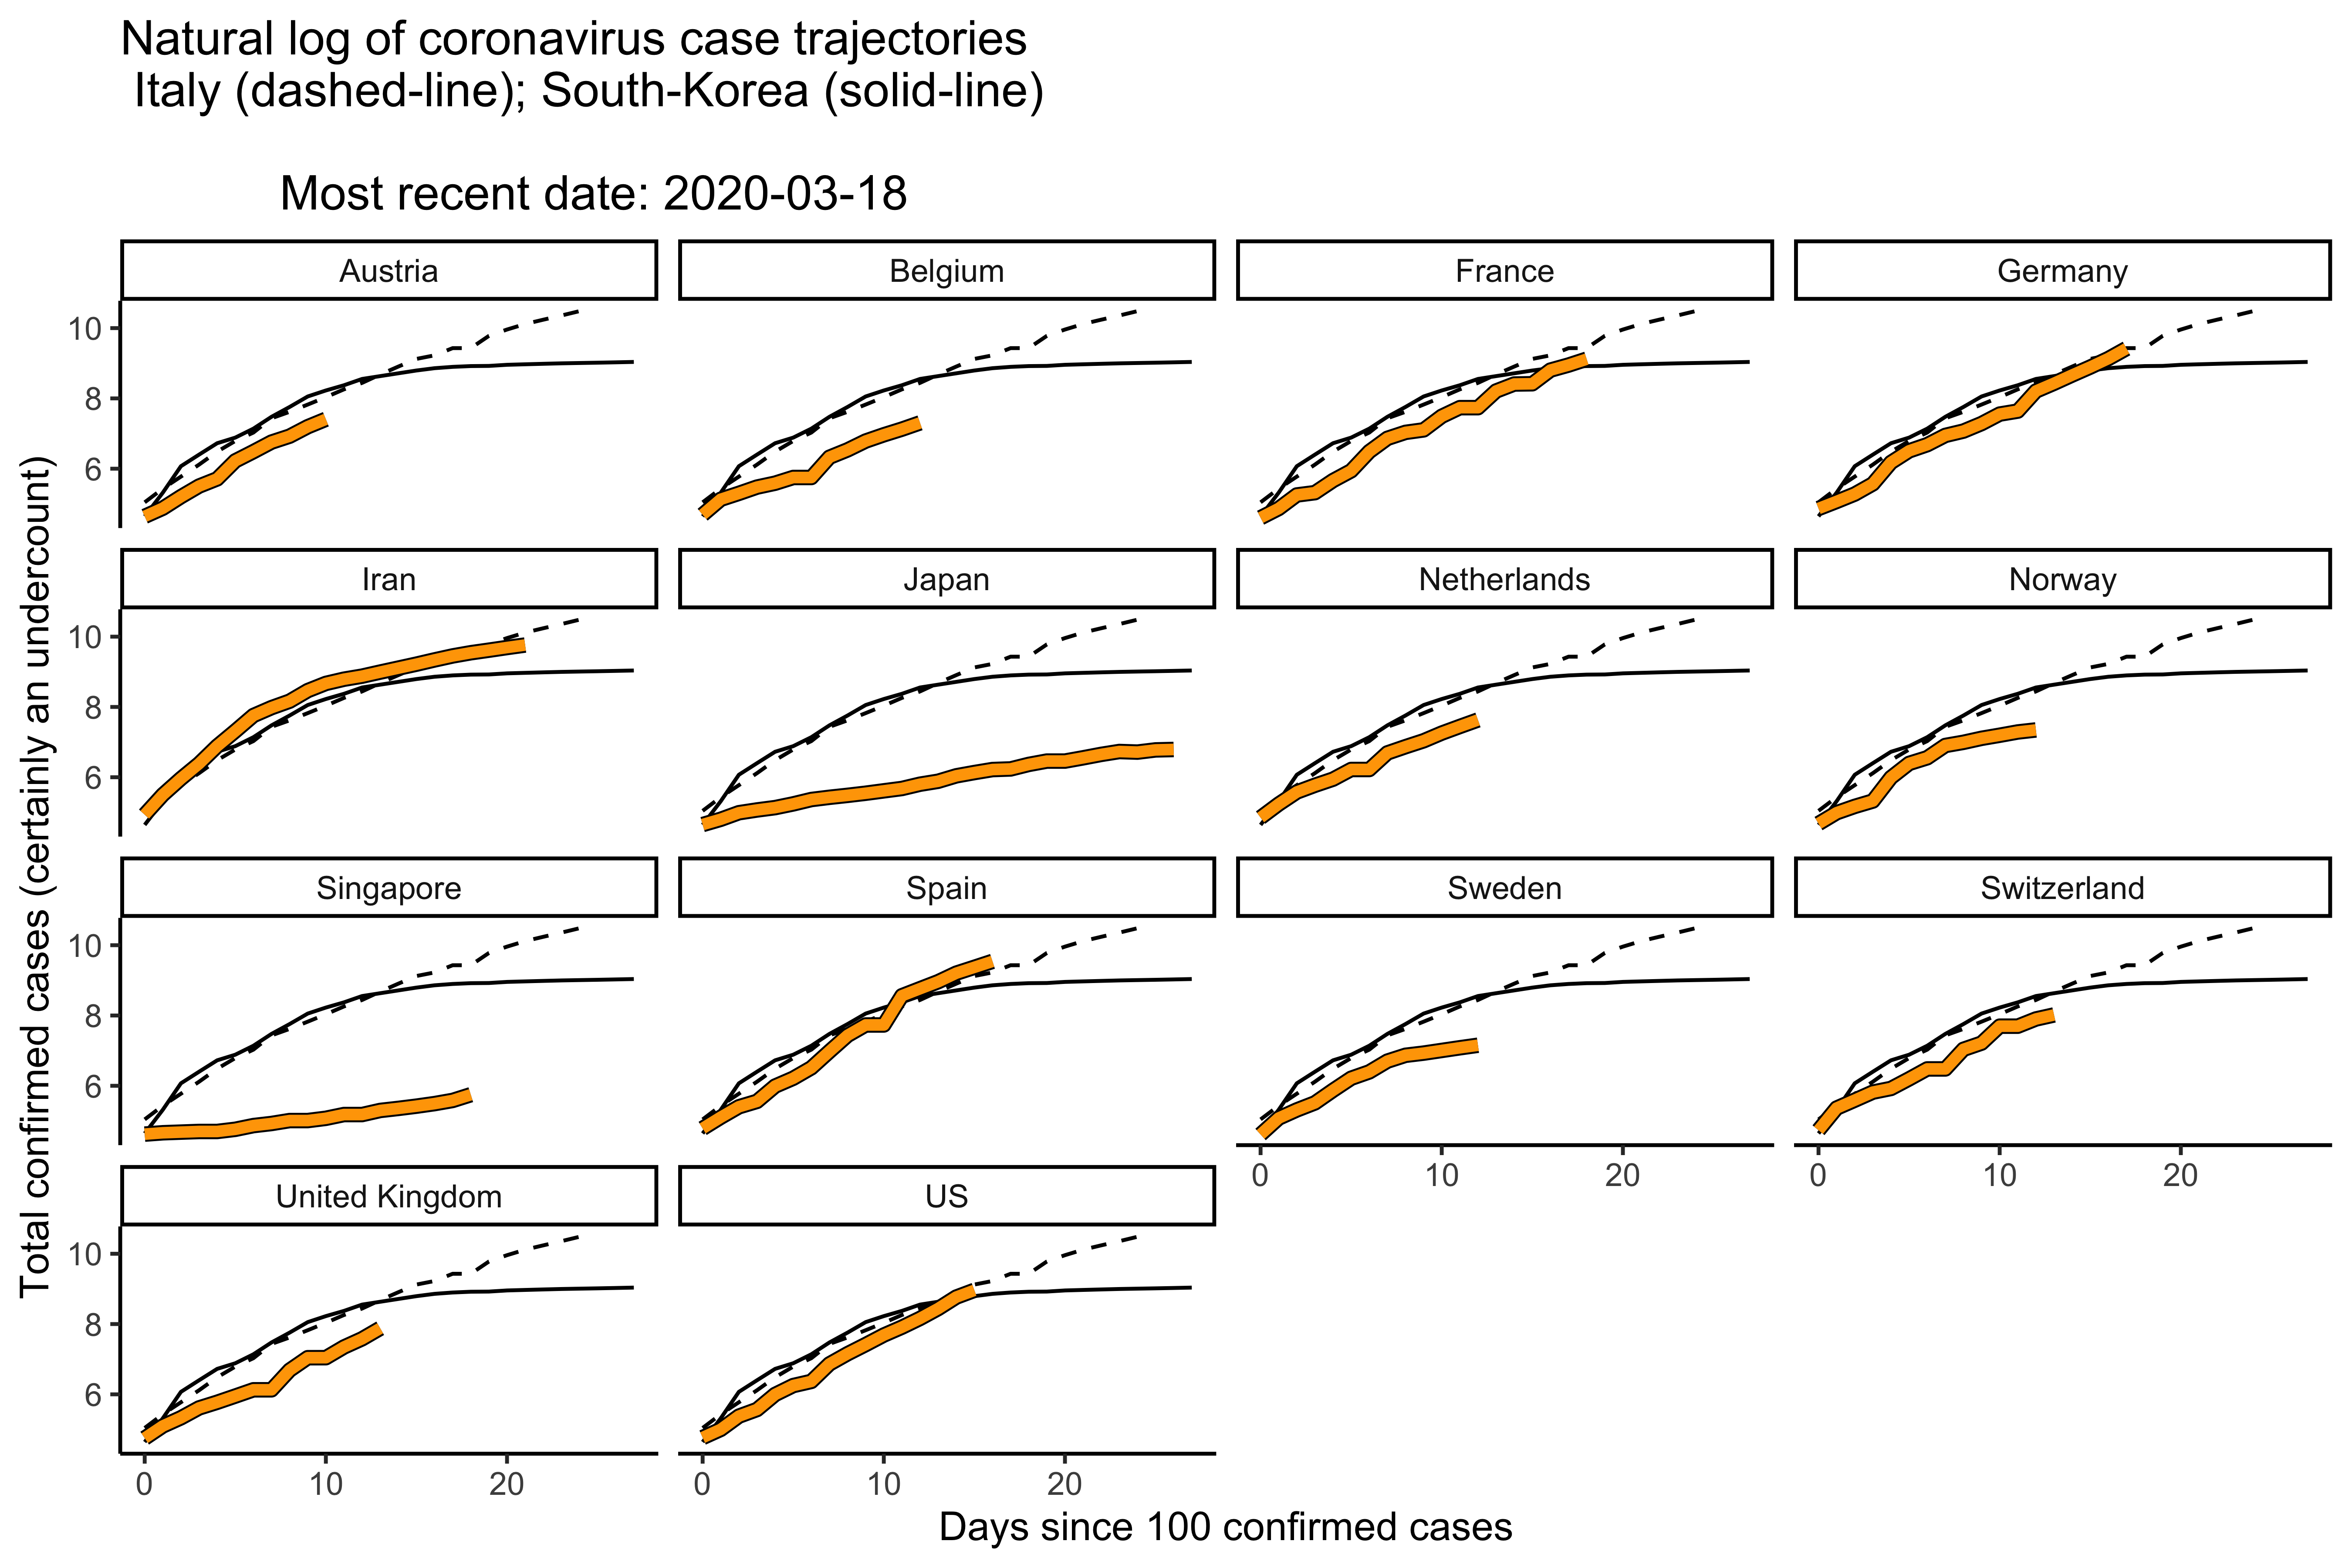 Natural log of coronavirus case trajectories
Italy (dashed-line); South-Korea (solid-line)
Most recent date: 2020-03-18
Total confirmed cases (certainly an undercount)
Austria
Belgium
France
Germany
10
8
6
Iran
Japan
Netherlands
Norway
10
8
6
Singapore
Spain
Sweden
Switzerland
10
8
6
0 10 20
0 10 20
United Kingdom
US
10
8
6
0 10 20
0 10 20
Days since 100 confirmed cases